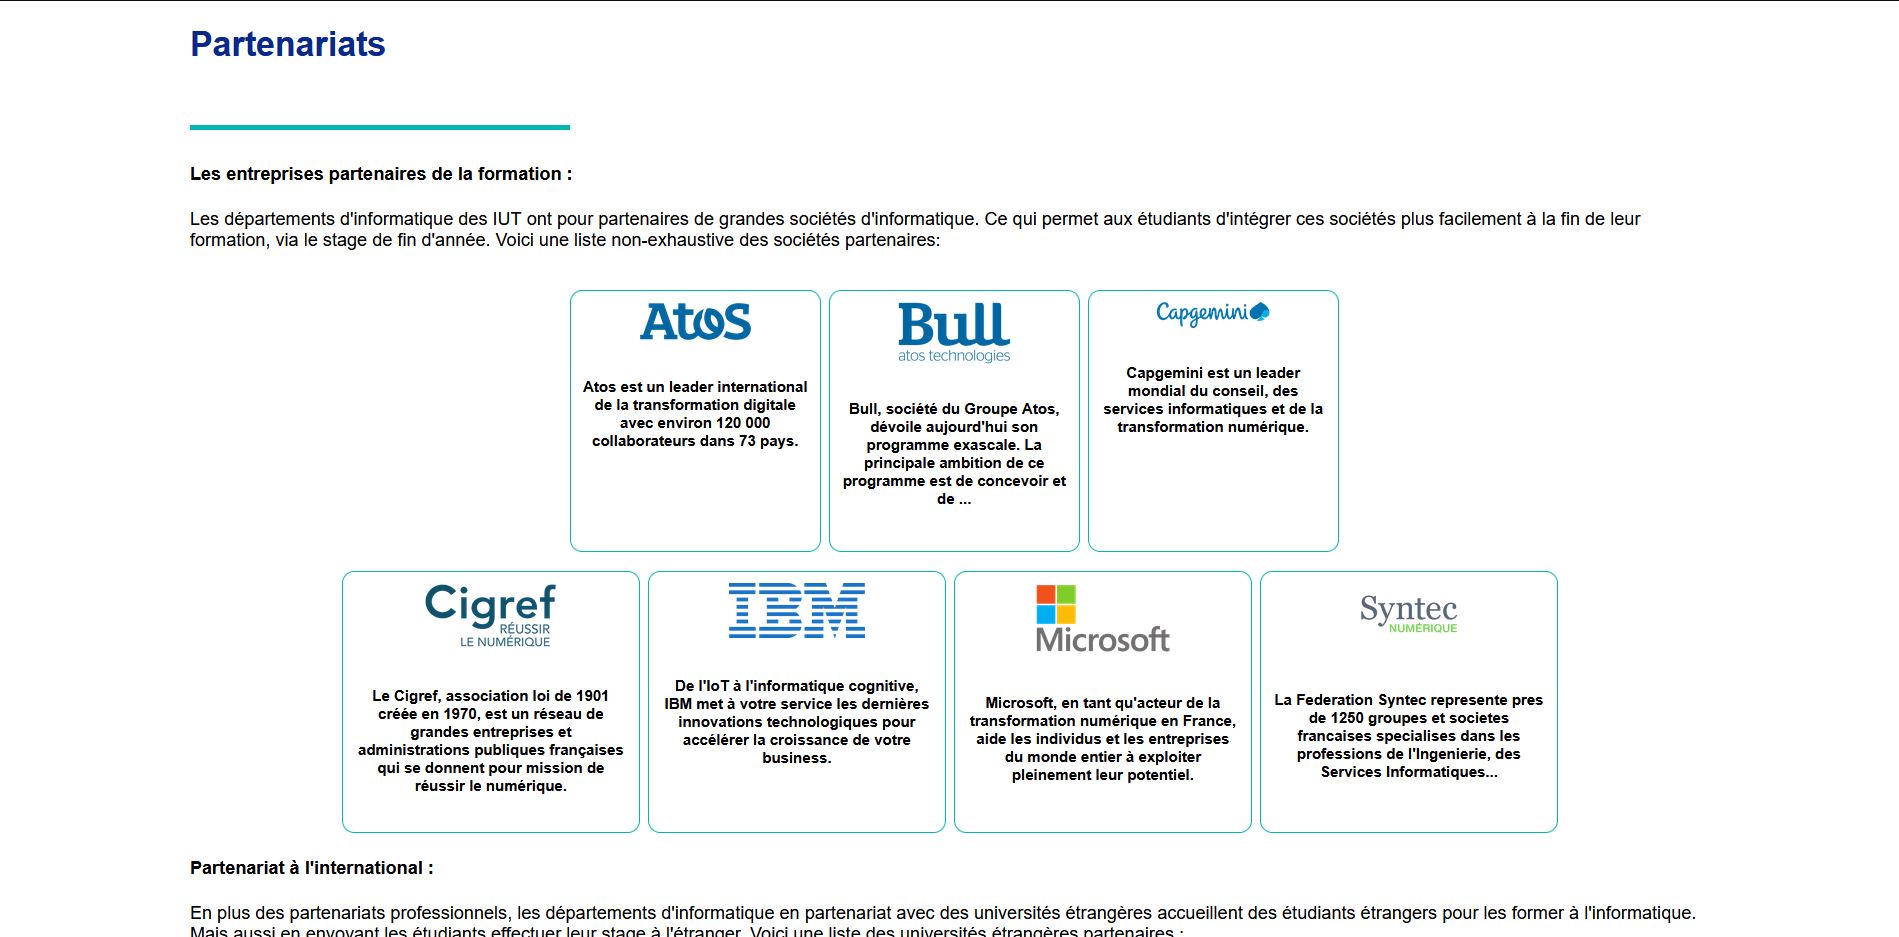 Partenariats
Les entreprises partenaires de la formation :
Les départements d'informatique des IUT ont pour partenaires de grandes sociétés d'informatique. Ce qui permet aux étudiants d'intégrer ces sociétés plus facilement à la fin de leur
formation, via le stage de fin d'année. Voici une liste non-exhaustive des sociétés partenaires:
Atos
Atos est un leader international
de la transformation digitale
avec environ 120 000
collaborateurs dans 73 pays.
Bull
atos technologies
Bull, société du Groupe Atos,
dévoile aujourd'hui son
programme exascale. La
principale ambition de ce
programme est de concevoir et
de ...
Capgemini
Capgemini est un leader
mondial du conseil, des
services informatiques et de la
transformation numérique.
Cigref
RÉUSSIR
LE NUMÉRIQUE
Le Cigref, association loi de 1901
créée en 1970, est un réseau de
grandes entreprises et
administrations publiques françaises
qui se donnent pour mission de
réussir le numérique.
IBM
De l'IoT à l'informatique cognitive,
IBM met à votre service les dernières
innovations technologiques pour
accélérer la croissance de votre
business.
Microsoft
Microsoft, en tant qu'acteur de la
transformation numérique en France,
aide les individus et les entreprises
du monde entier à exploiter
pleinement leur potentiel.
Syntec
NUMÉRIQUE
La Federation Syntec represente pres
de 1250 groupes et societes
francaises specialises dans les
professions de l'Ingenierie, des
Services Informatiques...
Partenariat à l'international :
En plus des partenariats professionnels, les départements d'informatique en partenariat avec des universités étrangères accueillent des étudiants étrangers pour les former à l'informatique.
Mais aussi en envoyant les étudiants effectuer leur stage à l'étranger. Voici une liste des universités étrangères partenaires :